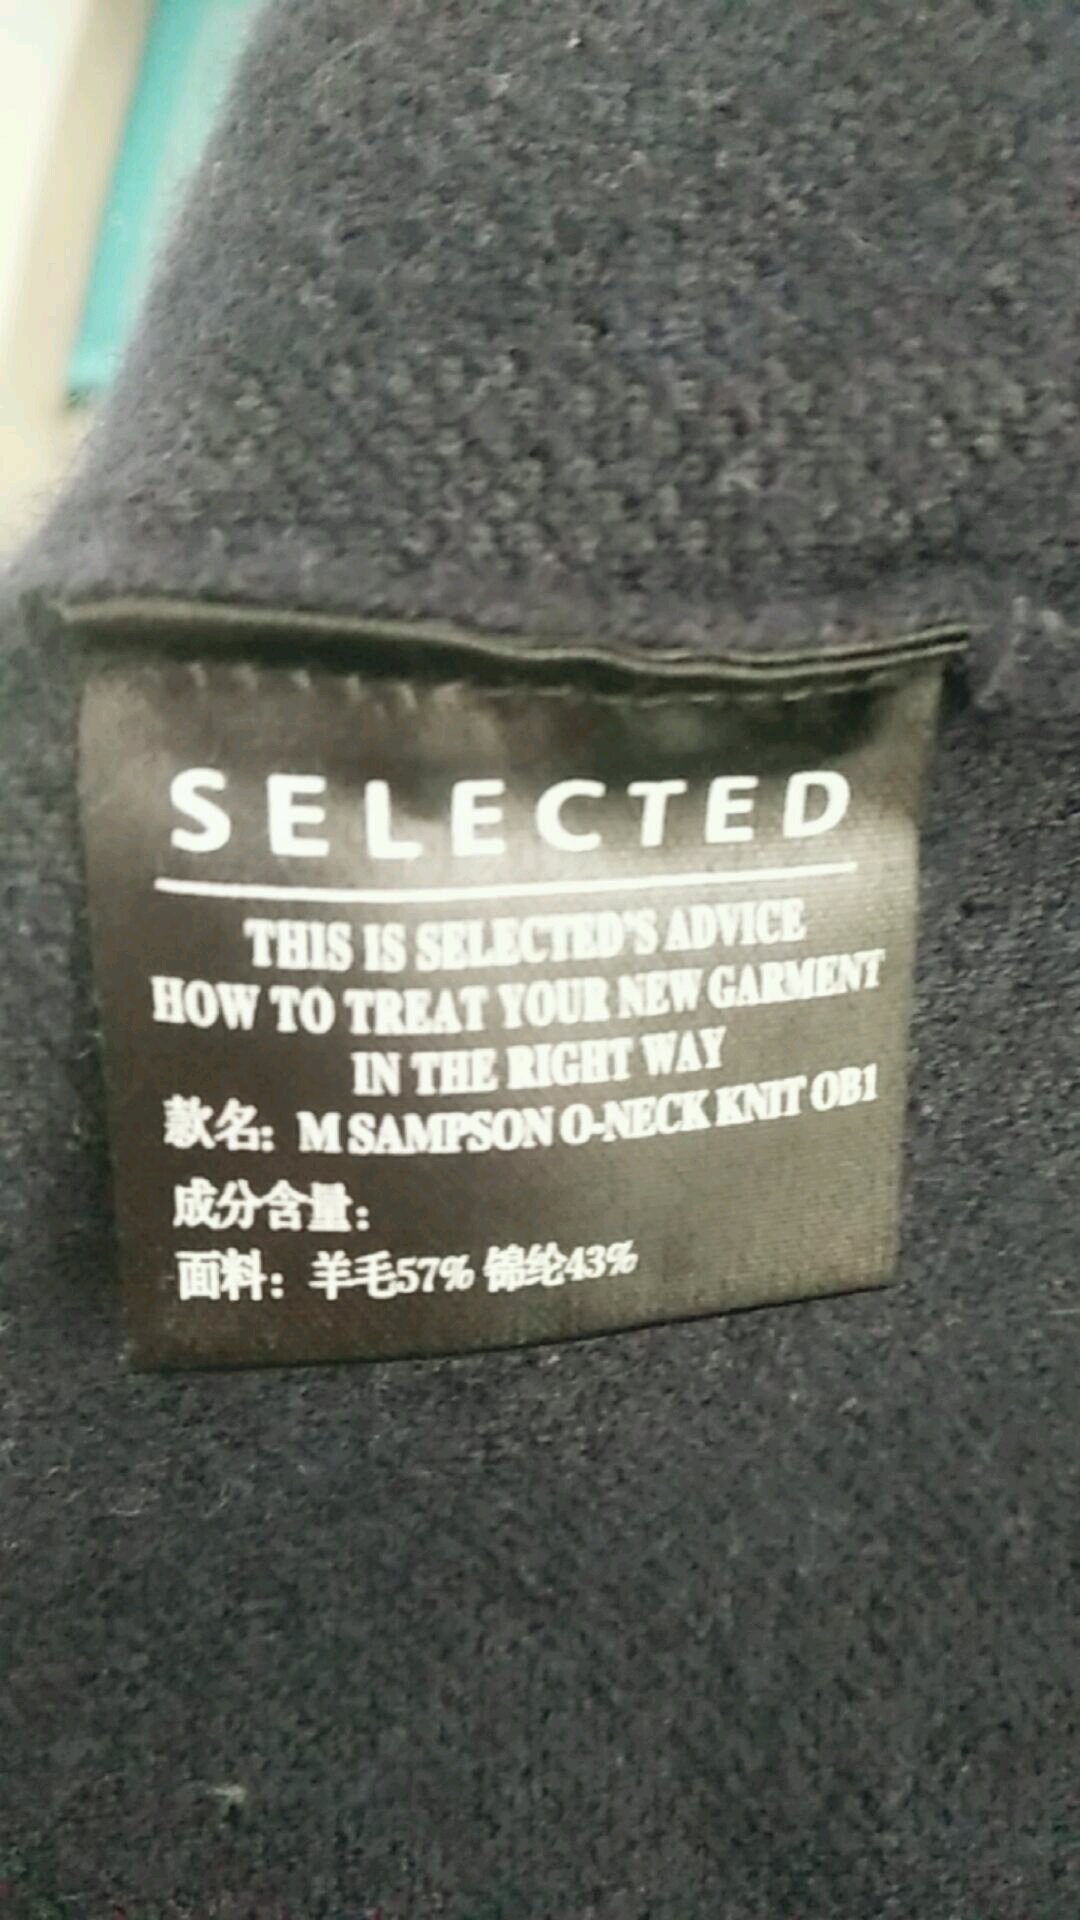 SELECTED
THIS IS SELECTED'S ADVICE
HOW TO TREAT YOUR NEW GARMENT
IN THE RIGHT WAY
款名: M SAMPSON O-NECK KNIT OB1
成分含量:
面料: 羊毛57% 锦纶43%